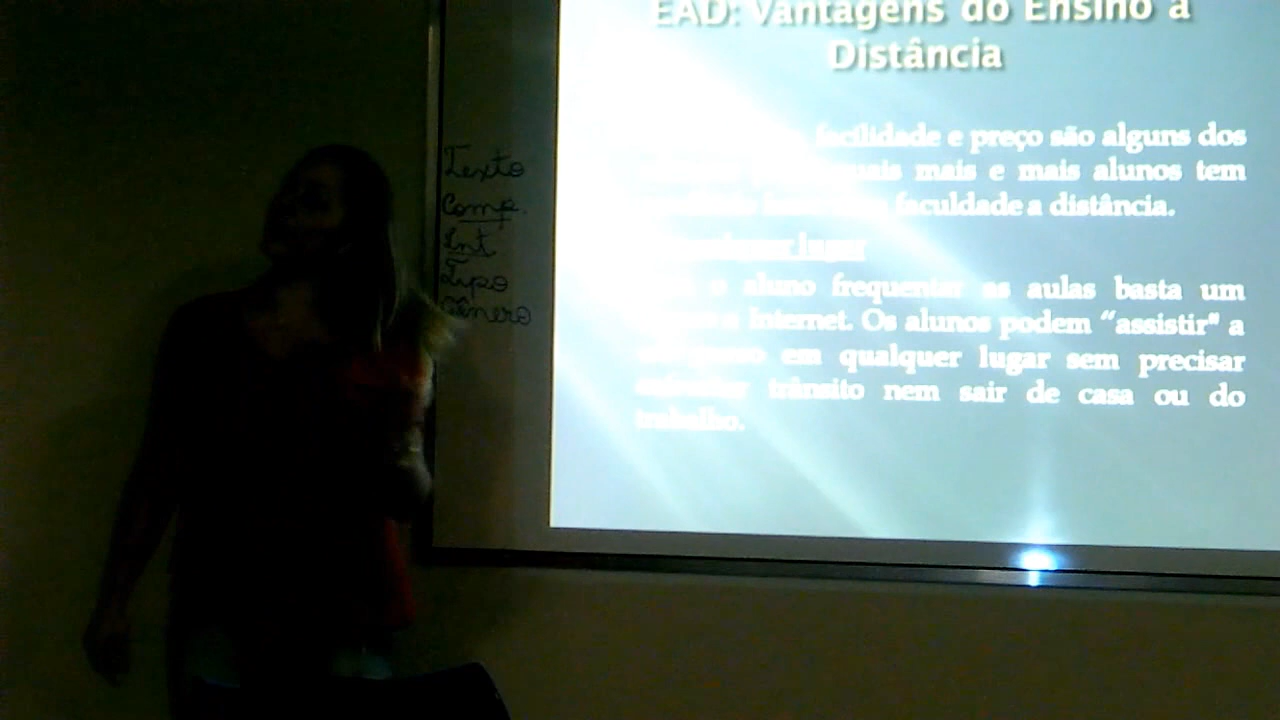 Texto
Comp.
Int
Tipo
Gênero
EAD: Vantagens do Ensino a
Distância
facilidade e preço são alguns dos
quais mais e mais alunos tem
faculdade a distância.
lugar
o aluno frequentar as aulas basta um
Internet. Os alunos podem “assistir" a
em qualquer lugar sem precisar
trânsito nem sair de casa ou do
trabalho.